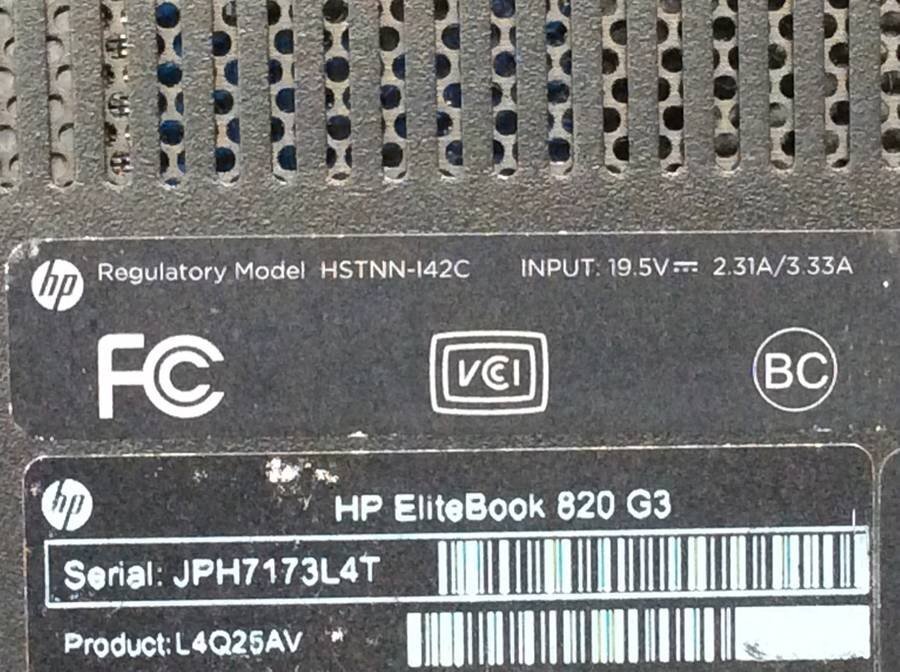 hp Regulatory Model HSTNN-I42C INPUT: 19.5V⎓ 2.31A/3.33A
FC VCCI BC
hp
HP EliteBook 820 G3
Serial: JPH7173L4T
Product: L4Q25AV